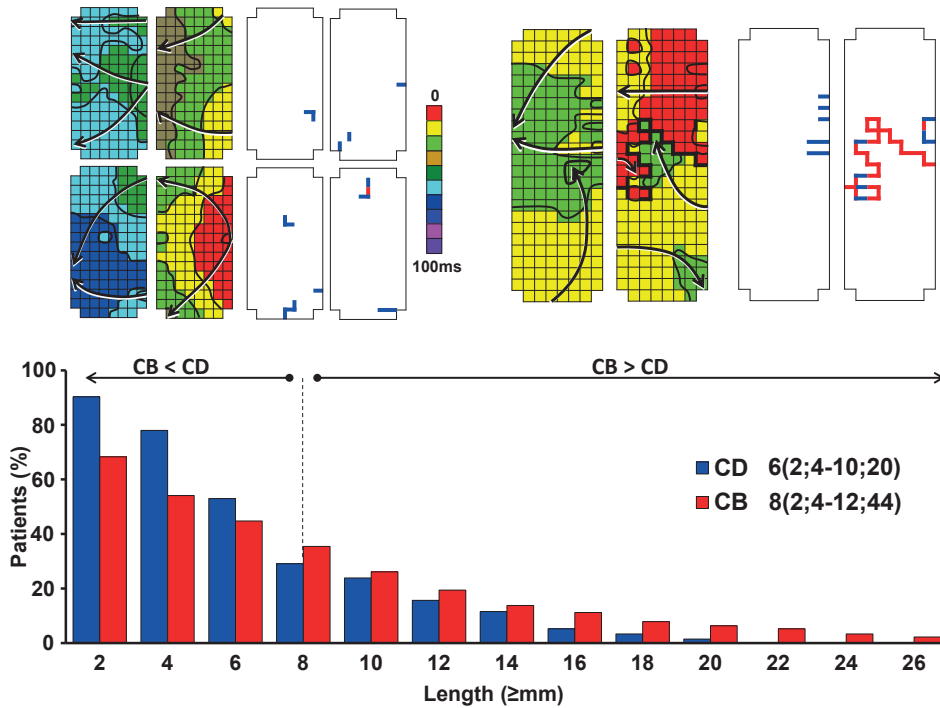 0
100ms
CB < CD
CB > CD
100
80
60
40
20
0
Patients (%)
CD 6(2;4-10;20)
CB 8(2;4-12;44)
2 4 6 8 10 12 14 16 18 20 22 24 26
Length (≥mm)